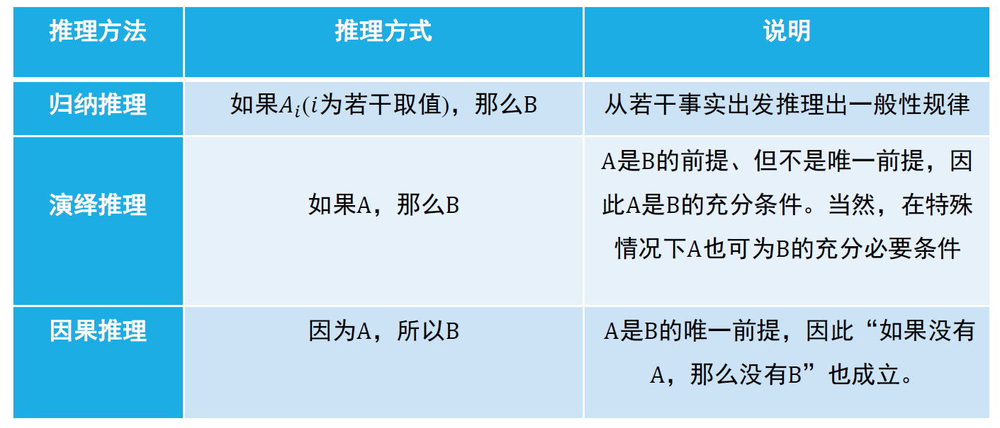 推理方法 推理方式 说明
归纳推理 如果Ai(i为若干取值)，那么B 从若干事实出发推理出一般性规律
演绎推理 如果A，那么B
A是B的前提、但不是唯一前提，因
此A是B的充分条件。当然，在特殊
情况下A也可为B的充分必要条件
因果推理 因为A，所以B
A是B的唯一前提，因此“如果没有
A，那么没有B”也成立。